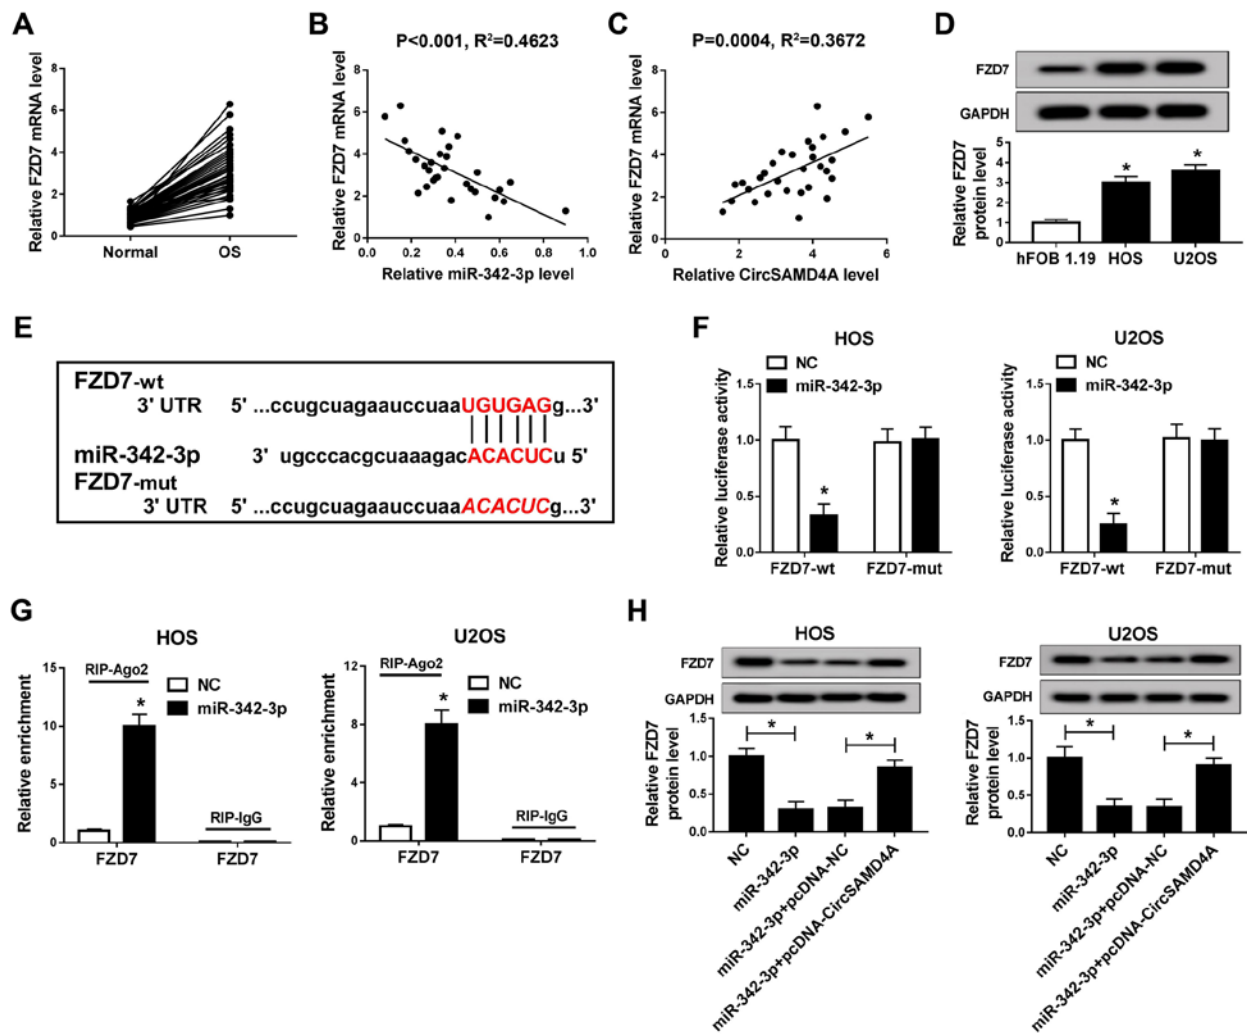 A
Relative FZD7 mRNA level
8
6
4
2
0
Normal
OS
B
P<0.001, R²=0.4623
Relative FZD7 mRNA level
8
6
4
2
0
0.0
0.2
0.4
0.6
0.8
1.0
Relative miR-342-3p level
C
P=0.0004, R²=0.3672
Relative FZD7 mRNA level
8
6
4
2
0
0
2
4
6
Relative CircSAMD4A level
D
FZD7
GAPDH
Relative FZD7
protein level
5
4
3
2
1
0
*
*
hFOB 1.19
HOS
U2OS
E
FZD7-wt
3' UTR 5' ...ccugcuagaauccuaaUGUGAGg...3'
miR-342-3p 3' ugcccacgcuaaagacACACUCu 5'
FZD7-mut
3' UTR 5' ...ccugcuagaauccuaaACACUCg...3'
F
HOS
NC
miR-342-3p
Relative luciferase activity
1.5
1.0
0.5
0.0
*
FZD7-wt
FZD7-mut
U2OS
NC
miR-342-3p
Relative luciferase activity
1.5
1.0
0.5
0.0
*
FZD7-wt
FZD7-mut
G
HOS
RIP-Ago2
NC
miR-342-3p
Relative enrichment
15
10
5
0
*
RIP-IgG
FZD7
FZD7
U2OS
RIP-Ago2
NC
miR-342-3p
Relative enrichment
12
8
4
0
*
RIP-IgG
FZD7
FZD7
H
HOS
FZD7
GAPDH
Relative FZD7
protein level
1.5
1.0
0.5
0.0
*
*
NC
miR-342-3p
miR-342-3p+pcDNA-NC
miR-342-3p+pcDNA-CircSAMD4A
U2OS
FZD7
GAPDH
Relative FZD7
protein level
1.5
1.0
0.5
0.0
*
*
NC
miR-342-3p
miR-342-3p+pcDNA-NC
miR-342-3p+pcDNA-CircSAMD4A